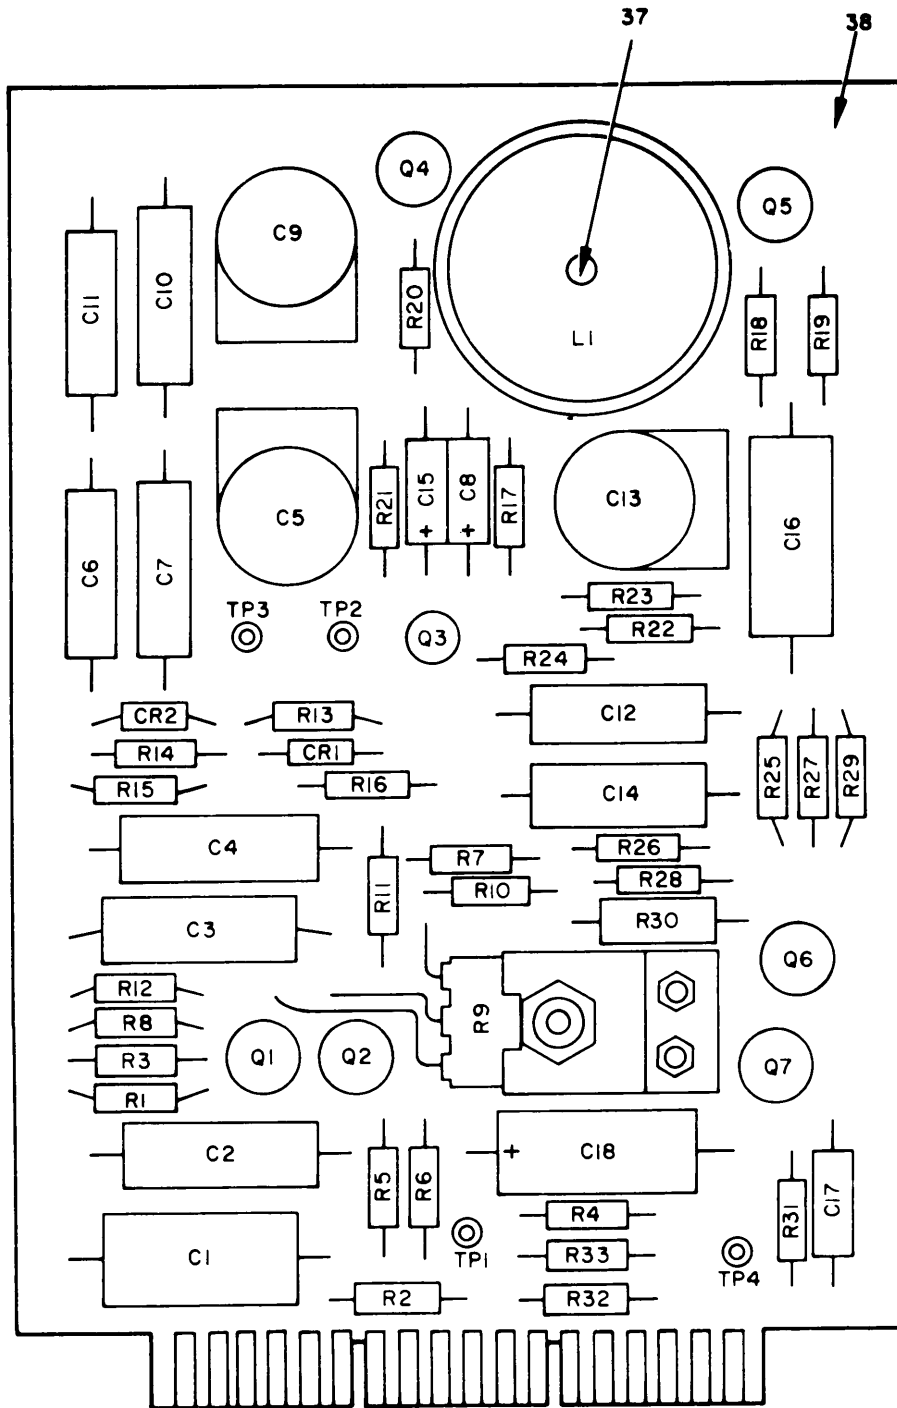 37
38
Q4
Q5
C9
C11
C10
R20
L1
R18
R19
C6
C7
C5
R21
C15
+
C8
+
R17
C13
C16
TP3
TP2
Q3
R23
R22
R24
CR2
R13
C12
R14
CR1
R15
R16
C14
R25
R27
R29
C4
R11
R7
R26
R10
R28
C3
R30
Q6
R12
R8
R9
R3
Q1
Q2
Q7
R1
C2
R5
R6
+
C18
R31
C17
R4
C1
TP1
R33
TP4
R2
R32